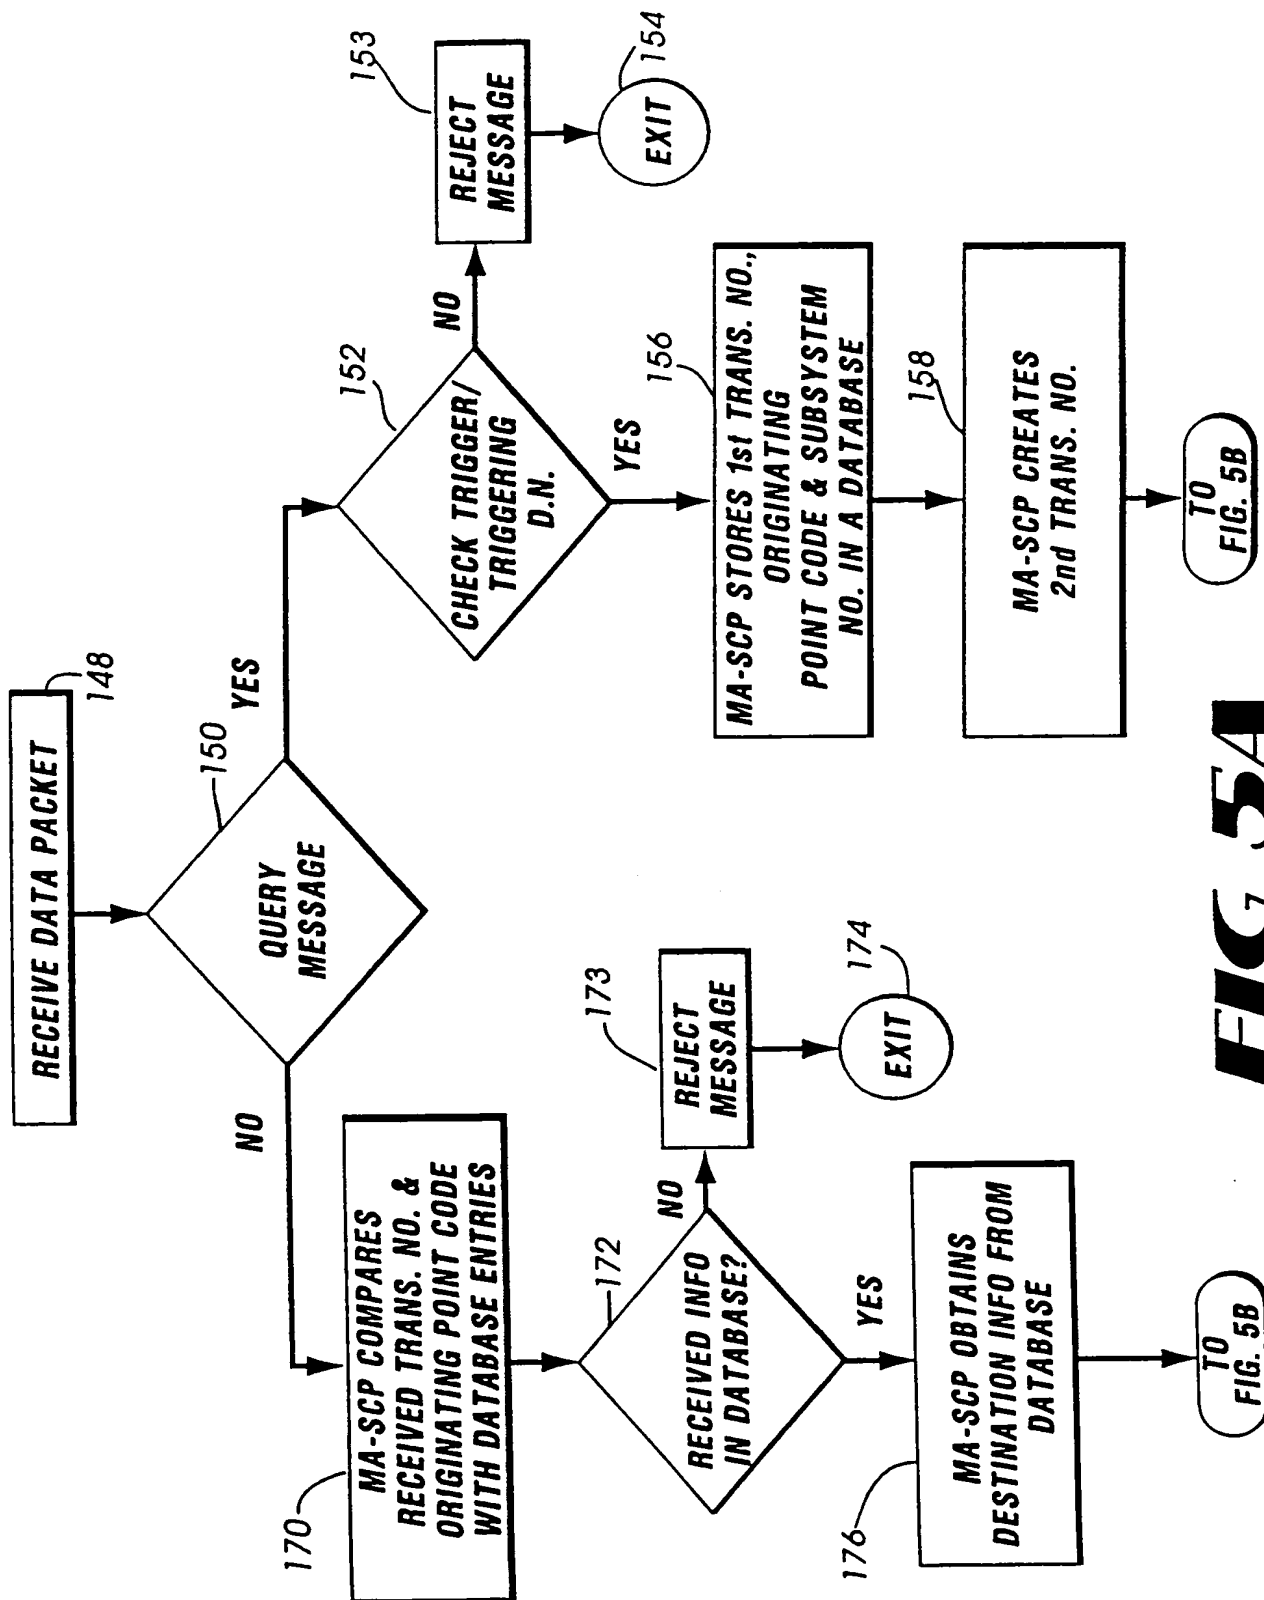 RECEIVE DATA PACKET
148
QUERY
MESSAGE
150
NO
YES
170
MA-SCP COMPARES
RECEIVED TRANS. NO. &
ORIGINATING POINT CODE
WITH DATABASE ENTRIES
172
RECEIVED INFO
IN DATABASE?
NO
173
REJECT
MESSAGE
EXIT
174
YES
176
MA-SCP OBTAINS
DESTINATION INFO FROM
DATABASE
TO
FIG. 5B
CHECK TRIGGER/
TRIGGERING
D.N.
152
NO
153
REJECT
MESSAGE
EXIT
154
YES
156
MA-SCP STORES 1st TRANS. NO.,
ORIGINATING
POINT CODE & SUBSYSTEM
NO. IN A DATABASE
158
MA-SCP CREATES
2nd TRANS. NO.
TO
FIG. 5B
FIG. 5A